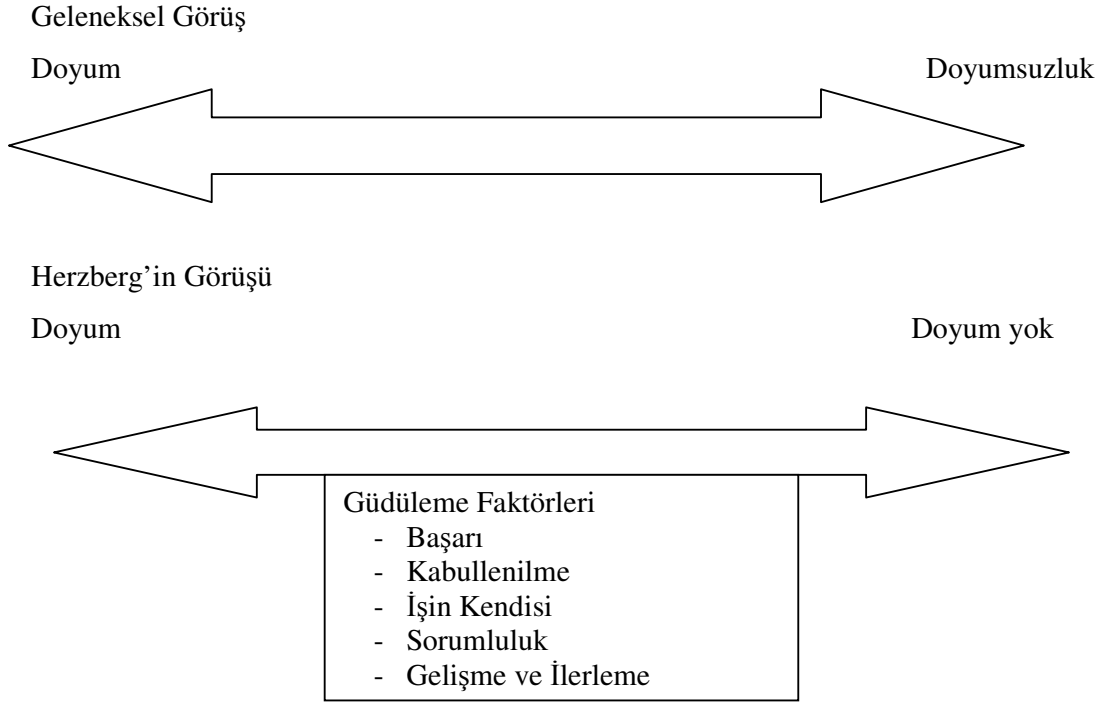 Geleneksel Görüş
Doyum Doyumsuzluk
Herzberg’in Görüşü
Doyum Doyum yok
Güdüleme Faktörleri
- Başarı
- Kabullenilme
- İşin Kendisi
- Sorumluluk
- Gelişme ve İlerleme